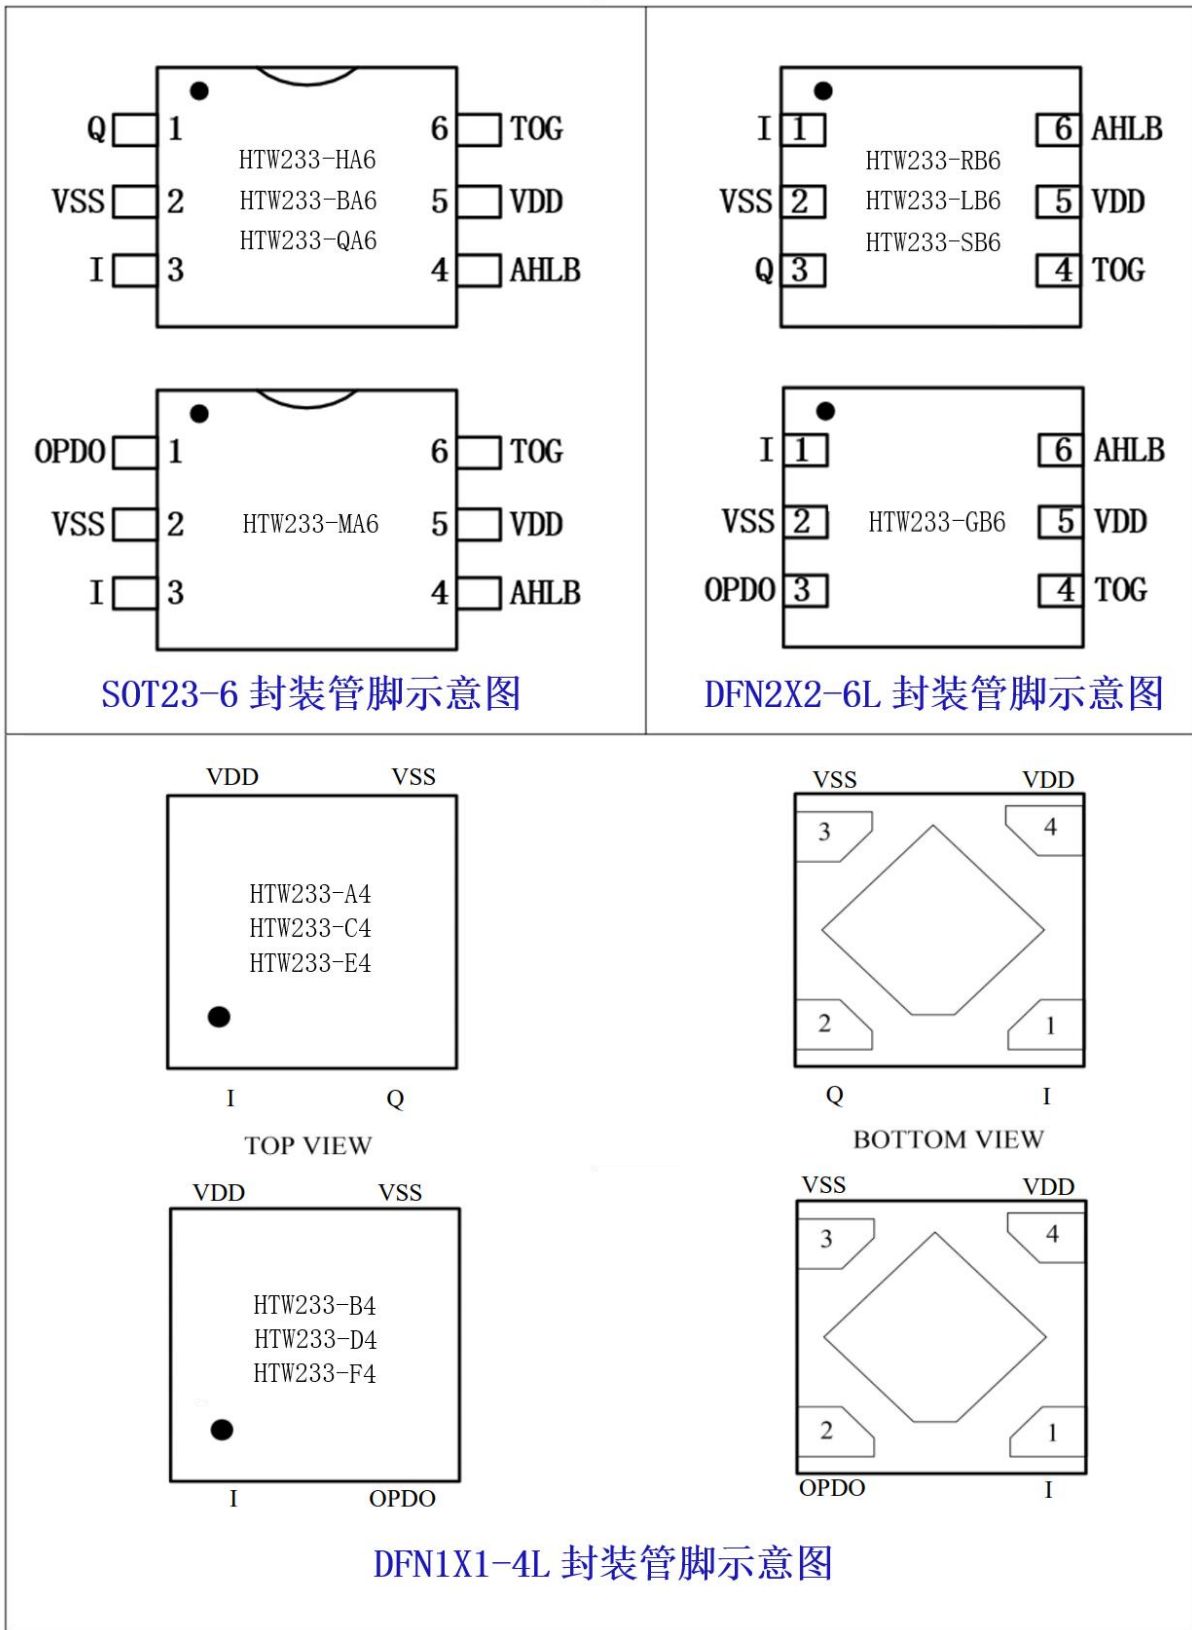 Q 1 6 TOG
HTW233-HA6
VSS 2 HTW233-BA6 5 VDD
HTW233-QA6
I 3 4 AHLB
OPDO 1 6 TOG
VSS 2 HTW233-MA6 5 VDD
I 3 4 AHLB
SOT23-6 封装管脚示意图
I 1 6 AHLB
HTW233-RB6
VSS 2 HTW233-LB6 5 VDD
HTW233-SB6
Q 3 4 TOG
I 1 6 AHLB
VSS 2 HTW233-GB6 5 VDD
OPDO 3 4 TOG
DFN2X2-6L 封装管脚示意图
VDD VSS
HTW233-A4
HTW233-C4
HTW233-E4
I Q
TOP VIEW
VSS VDD
3 4
2 1
Q I
BOTTOM VIEW
VDD VSS
HTW233-B4
HTW233-D4
HTW233-F4
I OPDO
VSS VDD
3 4
2 1
OPDO I
DFN1X1-4L 封装管脚示意图